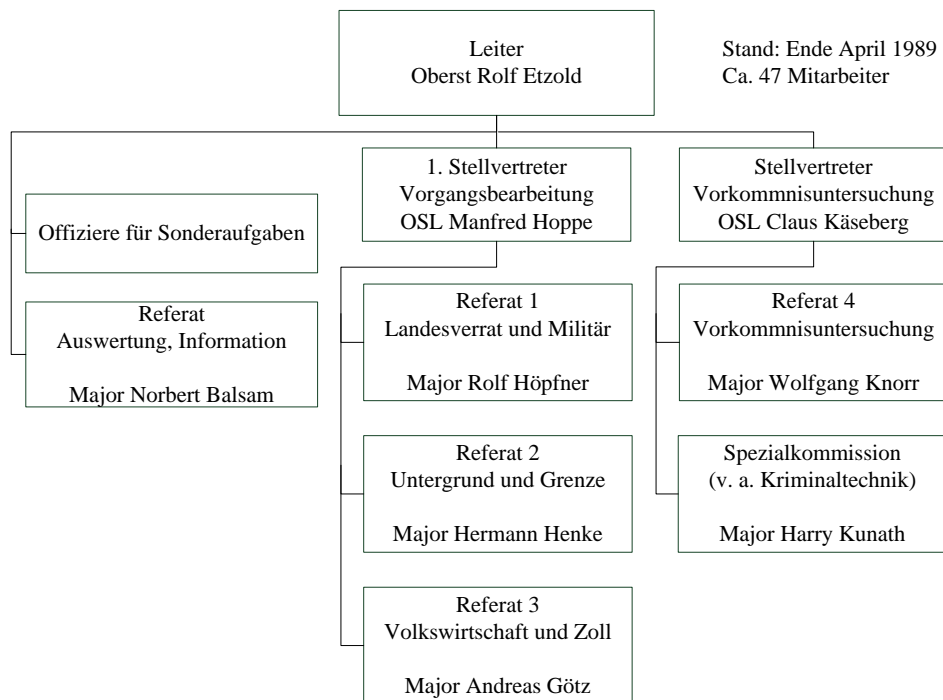 Leiter
Oberst Rolf Etzold
Stand: Ende April 1989
Ca. 47 Mitarbeiter
1. Stellvertreter
Vorgangsbearbeitung
OSL Manfred Hoppe
Stellvertreter
Vorkommnisuntersuchung
OSL Claus Käseberg
Offiziere für Sonderaufgaben
Referat
Auswertung, Information
Major Norbert Balsam
Referat 1
Landesverrat und Militär
Major Rolf Höpfner
Referat 4
Vorkommnisuntersuchung
Major Wolfgang Knorr
Referat 2
Untergrund und Grenze
Major Hermann Henke
Spezialkommission
(v. a. Kriminaltechnik)
Major Harry Kunath
Referat 3
Volkswirtschaft und Zoll
Major Andreas Götz